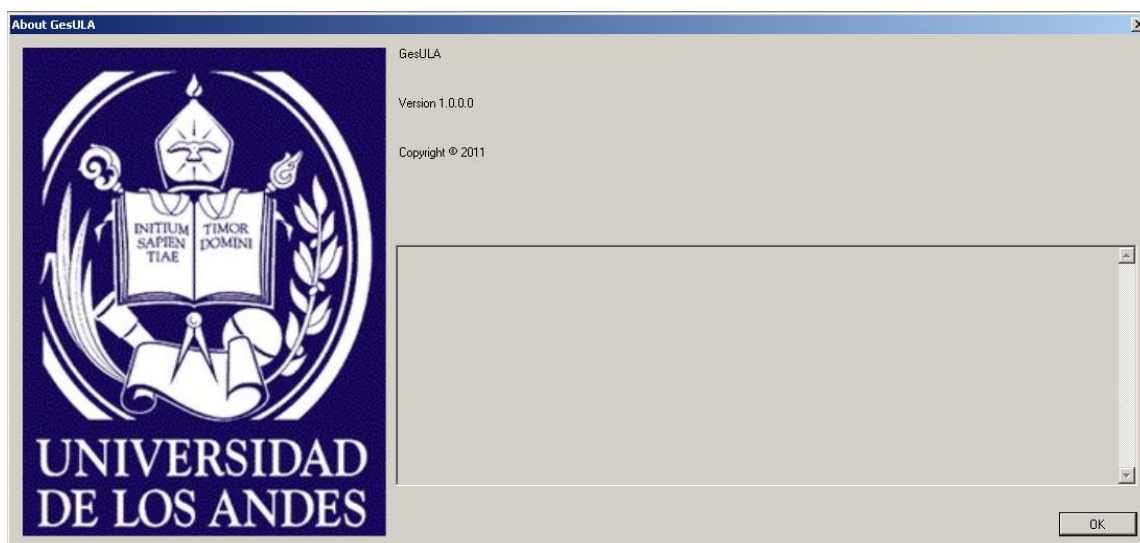 About GesULA
GesULA
Version 1.0.0.0
Copyright © 2011
INITIUM
SAPIEN
TIAE
TIMOR
DOMINI
UNIVERSIDAD
DE LOS ANDES
OK